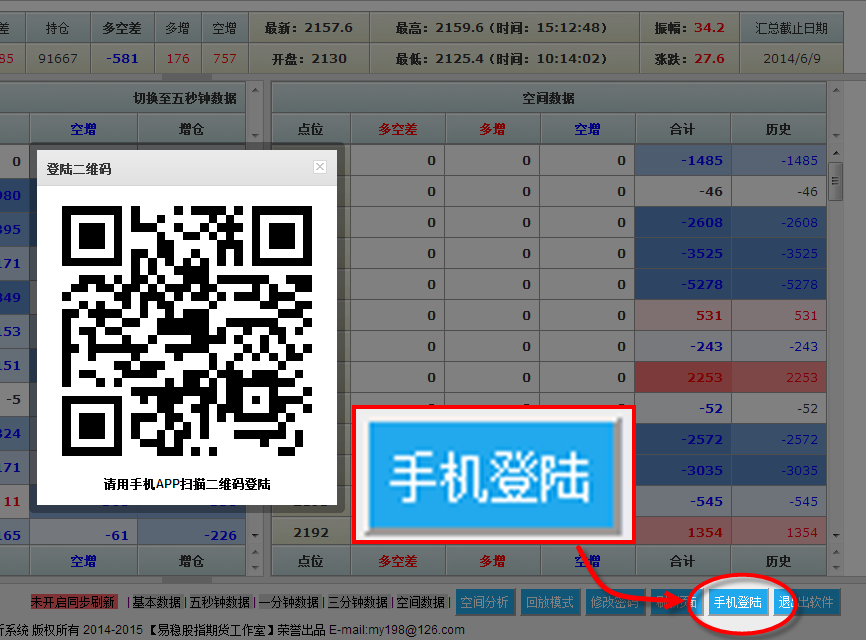 差 持仓 多空差 多增 空增 最新：2157.6 最高：2159.6（时间：15:12:48） 振幅：34.2 汇总截止日期
85 91667 -581 176 757 开盘：2130 最低：2125.4（时间：10:14:02） 涨跌：27.6 2014/6/9
切换至五秒钟数据 空间数据
空增 增仓 点位 多空差 多增 空增 合计 历史
0 0 0 0 -1485 -1485
980 0 0 0 -46 -46
395 0 0 0 -2608 -2608
171 0 0 0 -3525 -3525
349 0 0 0 -5278 -5278
153 0 0 0 531 531
151 0 0 0 -243 -243
-5 0 0 0 2253 2253
324 -52 -52
171 -2572 -2572
11 -3035 -3035
-545 -545
165 -61 -226 2192 1354 1354
空增 增仓 点位 多空差 多增 空增 合计 历史
登陆二维码
请用手机APP扫描二维码登陆
手机登陆
未开启同步刷新 |基本数据|五秒钟数据|一分钟数据|三分钟数据|空间数据| 空间分析 回放模式 修改密码 手机登陆 退出软件
析系统 版权所有 2014-2015 【易稳股指期货工作室】荣誉出品 E-mail:my198@126.com